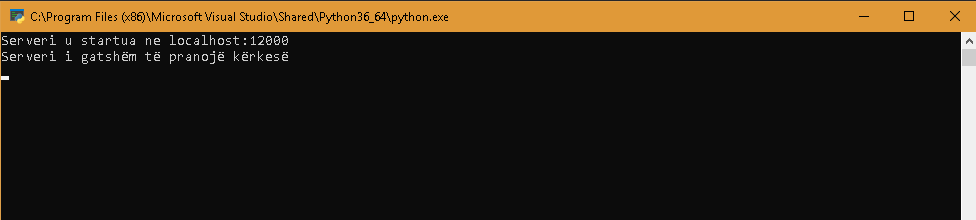 C:\Program Files (x86)\Microsoft Visual Studio\Shared\Python36_64\python.exe
Serveri u startua ne localhost:12000
Serveri i gatshëm të pranojë kërkesë